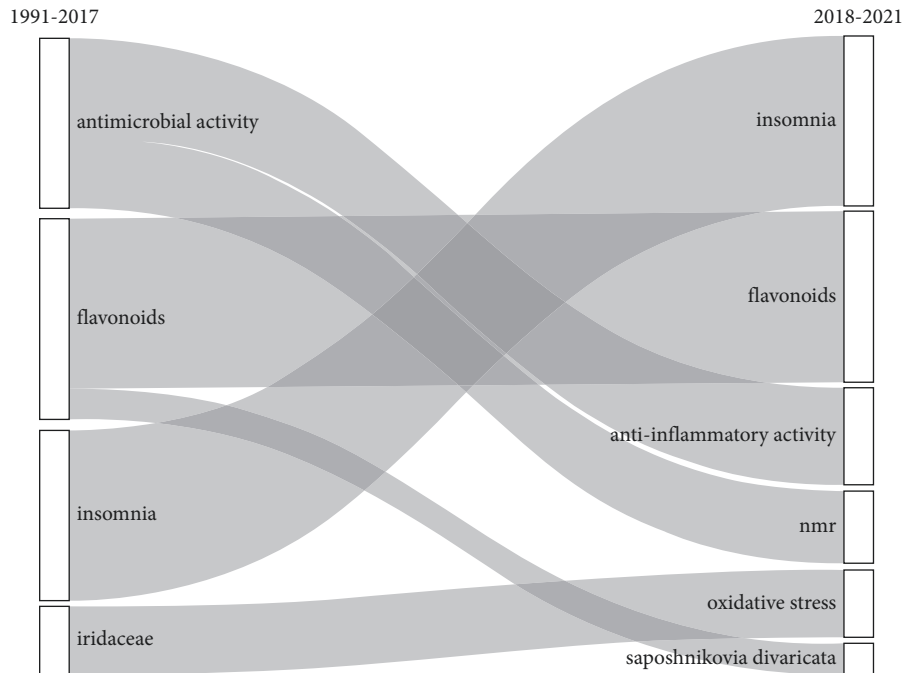 1991-2017
2018-2021
antimicrobial activity
insomnia
flavonoids
flavonoids
anti-inflammatory activity
insomnia
nmr
oxidative stress
iridaceae
saposhnikovia divaricata